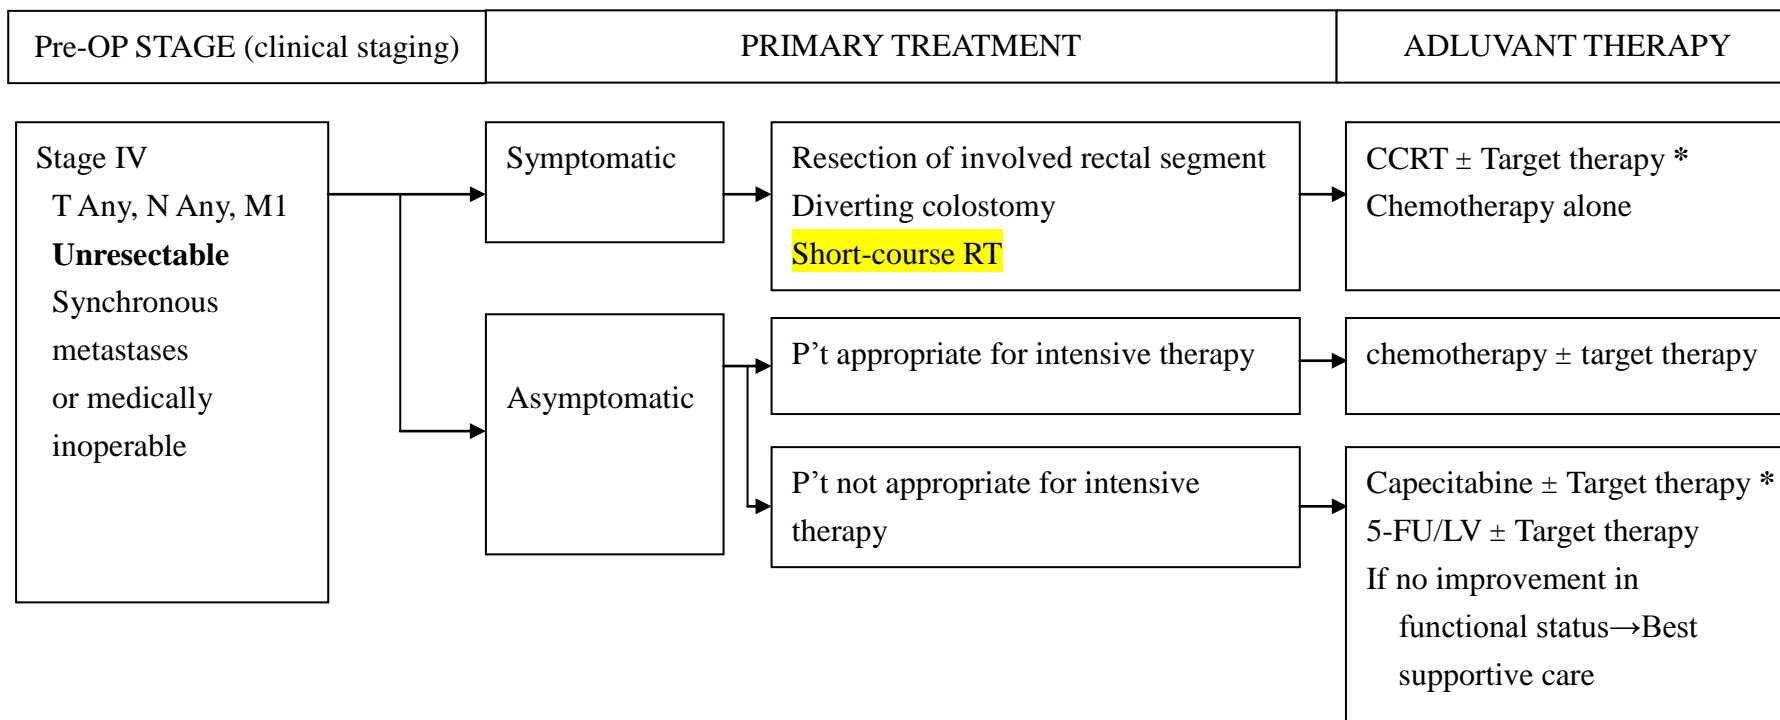 Pre-OP STAGE (clinical staging)
PRIMARY TREATMENT
ADLUVANT THERAPY
Stage IV
T Any, N Any, M1
Unresectable
Synchronous
metastases
or medically
inoperable
Symptomatic
Resection of involved rectal segment
Diverting colostomy
Short-course RT
CCRT ± Target therapy *
Chemotherapy alone
Asymptomatic
P’t appropriate for intensive therapy
chemotherapy ± target therapy
P’t not appropriate for intensive
therapy
Capecitabine ± Target therapy *
5-FU/LV ± Target therapy
If no improvement in
functional status→Best
supportive care